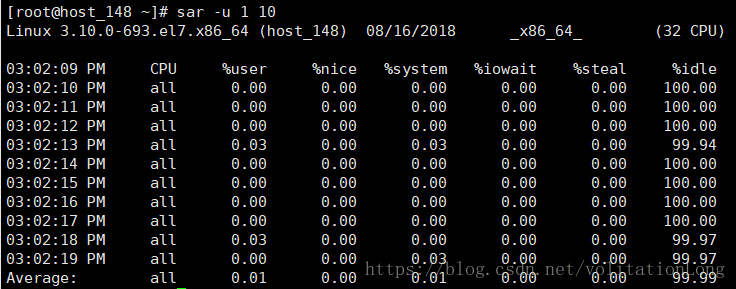 [root@host_148 ~]# sar -u 1 10
Linux 3.10.0-693.el7.x86_64 (host_148) 08/16/2018 _x86_64_ (32 CPU)
03:02:09 PM CPU %user %nice %system %iowait %steal %idle
03:02:10 PM all 0.00 0.00 0.00 0.00 0.00 100.00
03:02:11 PM all 0.00 0.00 0.00 0.00 0.00 100.00
03:02:12 PM all 0.00 0.00 0.00 0.00 0.00 100.00
03:02:13 PM all 0.03 0.00 0.03 0.00 0.00 99.94
03:02:14 PM all 0.00 0.00 0.00 0.00 0.00 100.00
03:02:15 PM all 0.00 0.00 0.00 0.00 0.00 100.00
03:02:16 PM all 0.00 0.00 0.00 0.00 0.00 100.00
03:02:17 PM all 0.00 0.00 0.00 0.00 0.00 100.00
03:02:18 PM all 0.03 0.00 0.00 0.00 0.00 99.97
03:02:19 PM all 0.00 0.00 0.03 0.00 0.00 99.97
Average: all 0.01 0.00 0.01 0.00 0.00 99.99
https://blog.csdn.net/volitationLong